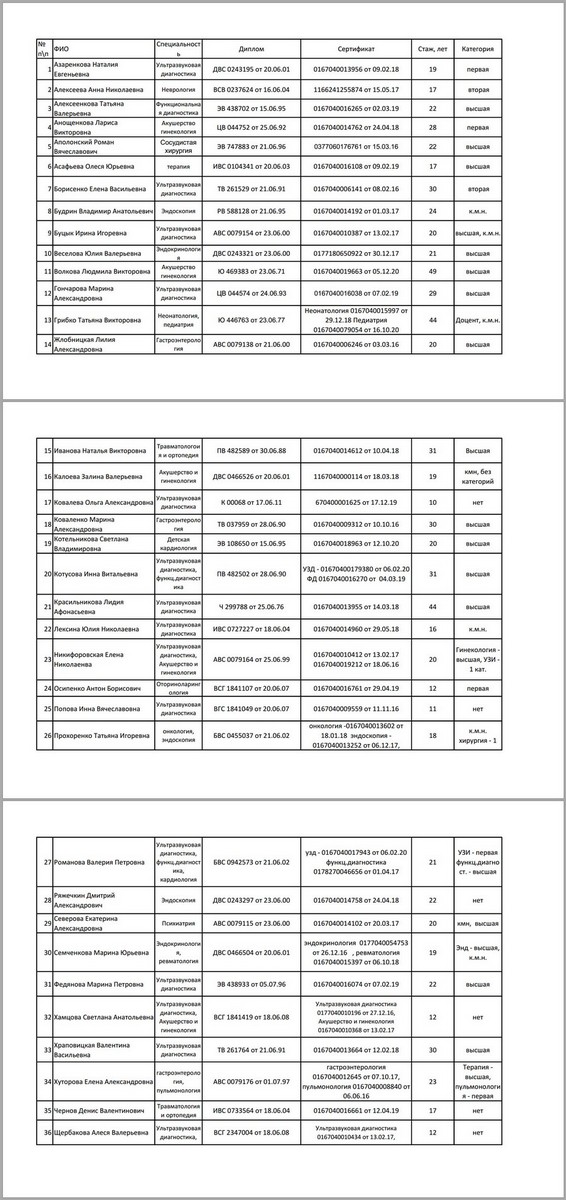 № п\п ФИО Специальность Диплом Сертификат Стаж, лет Категория
1 Азаренкова Наталия Евгеньевна Ультразвуковая диагностика ДВС 0243195 от 20.06.01 0167040013956 от 09.02.18 19 первая
2 Алексеева Анна Николаевна Неврология ВСВ 0237624 от 16.06.04 1166241255874 от 15.05.17 17 вторая
3 Алексеенкова Татьяна Валерьевна Функциональная диагностика ЭВ 438702 от 15.06.95 0167040016265 от 02.03.19 22 высшая
4 Анощенкова Лариса Викторовна Акушерство гинекология ЦВ 044752 от 25.06.92 0167040014762 от 24.04.18 28 первая
5 Аполонский Роман Вячеславович Сосудистая хирургия ЭВ 747883 от 21.06.96 0377060176761 от 15.03.16 22 высшая
6 Асафьева Олеся Юрьевна терапия ИВС 0104341 от 20.06.03 0167040016108 от 09.02.19 17 высшая
7 Борисенко Елена Васильевна Ультразвуковая диагностика ТВ 261529 от 21.06.91 0167040006141 от 08.02.16 30 вторая
8 Будрин Владимир Анатольевич Эндоскопия РВ 588128 от 21.06.95 0167040014192 от 01.03.17 24 к.м.н.
9 Буцык Ирина Игоревна Ультразвуковая диагностика АВС 0079154 от 23.06.00 0167040010387 от 13.02.17 20 высшая, к.м.н.
10 Веселова Юлия Валерьевна Эндокринология ДВС 0243321 от 23.06.00 0177180650922 от 30.12.17 21 высшая
11 Волкова Людмила Викторовна Акушерство гинекология Ю 469383 от 23.06.71 0167040019663 от 05.12.20 49 высшая
12 Гончарова Марина Александровна Ультразвуковая диагностика ЦВ 044574 от 24.06.93 0167040016038 от 07.02.19 29 высшая
13 Грибко Татьяна Викторовна Неонатология, педиатрия Ю 446763 от 23.06.77 Неонатология 0167040015997 от 29.12.18 Педиатрия 0167040079054 от 16.10.20 44 Доцент, к.м.н.
14 Жлобницкая Лилия Александровна Гастроэнтерология АВС 0079138 от 21.06.00 0167040006246 от 03.03.16 20 высшая
15 Иванова Наталья Викторовна Травматологои я и ортопедия ПВ 482589 от 30.06.88 0167040014612 от 10.04.18 31 Высшая
16 Калоева Залина Валерьевна Акушерство и гинекология ДВС 0466526 от 20.06.01 1167040000114 от 18.03.18 19 кмн, без категорий
17 Ковалева Ольга Александровна Ультразвуковая диагностика К 00068 от 17.06.11 670400001625 от 17.12.19 10 нет
18 Коваленко Марина Александровна Гастроэнтерология ТВ 037959 от 28.06.90 0167040009312 от 10.10.16 30 высшая
19 Котельникова Светлана Владимировна Детская кардиология ЭВ 108650 от 15.06.95 0167040018963 от 12.10.20 20 высшая
20 Котусова Инна Витальевна Ультразвуковая диагностика, функц.диагностика ПВ 482502 от 28.06.90 УЗД - 01670400179380 от 06.02.20 ФД 0167040016270 от 04.03.19 31 высшая
21 Красильникова Лидия Афонасьевна Ультразвуковая диагностика Ч 299788 от 25.06.76 0167040013955 от 14.03.18 44 высшая
22 Лексина Юлия Николаевна Ультразвуковая диагностика ИВС 0727227 от 18.06.04 0167040014960 от 29.05.18 16 к.м.н.
23 Никифоровская Елена Николаенва Ультразвуковая диагностика, Акушерство и гинекология АВС 0079164 от 25.06.99 0167040010412 от 13.02.17 0167040019212 от 18.06.16 20 Гинекология - высшая, УЗИ - 1 кат.
24 Осипенко Антон Борисович Оториноларингология ВСГ 1841107 от 20.06.07 0167040016761 от 29.04.19 12 первая
25 Попова Инна Вячеславовна Ультразвуковая диагностика ВГС 1841049 от 20.06.07 0167040009559 от 11.11.16 11 нет
26 Прохоренко Татьяна Игоревна онкология, эндоскопия БВС 0455037 от 21.06.02 онкология -0167040013602 от 18.01.18 эндоскопия - 0167040013252 от 06.12.17, 18 к.м.н. хирургия - 1
27 Романова Валерия Петровна Ультразвуковая диагностика, функц.диагностика, кардиология БВС 0942573 от 21.06.02 узд - 0167040017943 от 06.02.20 функц.диагностика 0178270046656 от 01.04.17 21 УЗИ - первая функц.диагност. - высшая
28 Ряжечкин Дмитрий Александрович Эндоскопия ДВС 0243297 от 23.06.00 0167040014758 от 24.04.18 22 нет
29 Северова Екатерина Александровна Психиатрия АВС 0079115 от 23.06.00 0167040014102 от 20.03.17 20 кмн, высшая
30 Семченкова Марина Юрьевна Эндокринология, ревматология ДВС 0466504 от 20.06.01 эндокринология 0177040054753 от 26.12.16 , ревматология 0167040015397 от 06.10.18 19 Энд - высшая, к.м.н.
31 Федянова Марина Петровна Ультразвуковая диагностика ЭВ 438933 от 05.07.96 0167040016074 от 07.02.19 22 высшая
32 Хамцова Светлана Анатольевна Ультразвуковая диагностика, Акушерство и гинекология ВСГ 1841419 от 18.06.08 Ультразвуковая диагностика 0177040010196 от 27.12.16, Акушерство и гинекология 0167040010368 от 13.02.17 12 нет
33 Храповицкая Валентина Васильевна Ультразвуковая диагностика ТВ 261764 от 21.06.91 0167040013664 от 12.02.18 30 высшая
34 Хуторова Елена Александровна гастроэнтерология, пульмонология АВС 0079176 от 01.07.97 гастроэнтерология 0167040012645 от 07.10.17, пульмонология 0167040008840 от 06.06.16 23 Терапия - высшая, пульмонология - первая
35 Чернов Денис Валентинович Травматология и ортопедия ИВС 0733564 от 18.06.04 0167040016661 от 12.04.19 17 нет
36 Щербакова Алеся Валерьевна Ультразвуковая диагностика, ВСГ 2347004 от 18.06.08 Ультразвуковая диагностика 0167040010434 от 13.02.17, 12 нет